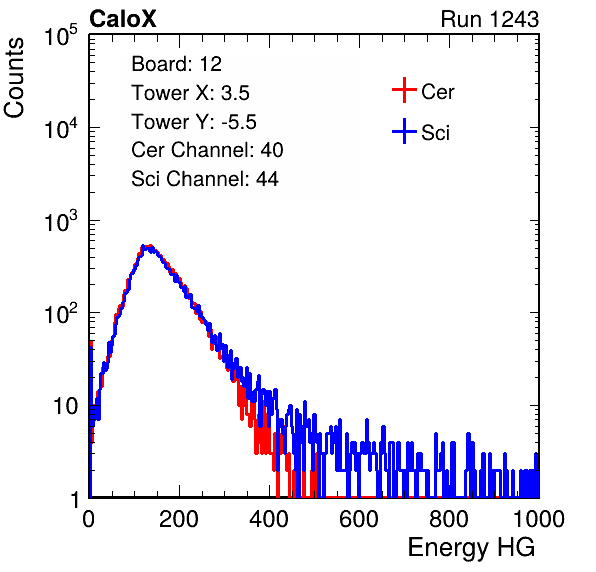 CaloX Run 1243
Counts
10^5
10^4
10^3
10^2
10
1
Board: 12
Tower X: 3.5
Tower Y: -5.5
Cer Channel: 40
Sci Channel: 44
Cer
Sci
0 200 400 600 800 1000
Energy HG